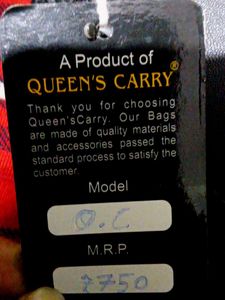 A Product of
QUEEN'S CARRY®
Thank you for choosing
Queen'sCarry. Our Bags
are made of quality materials
and accessories passed the
standard process to satisfy the
customer.
Model
Q.C
M.R.P.
2750